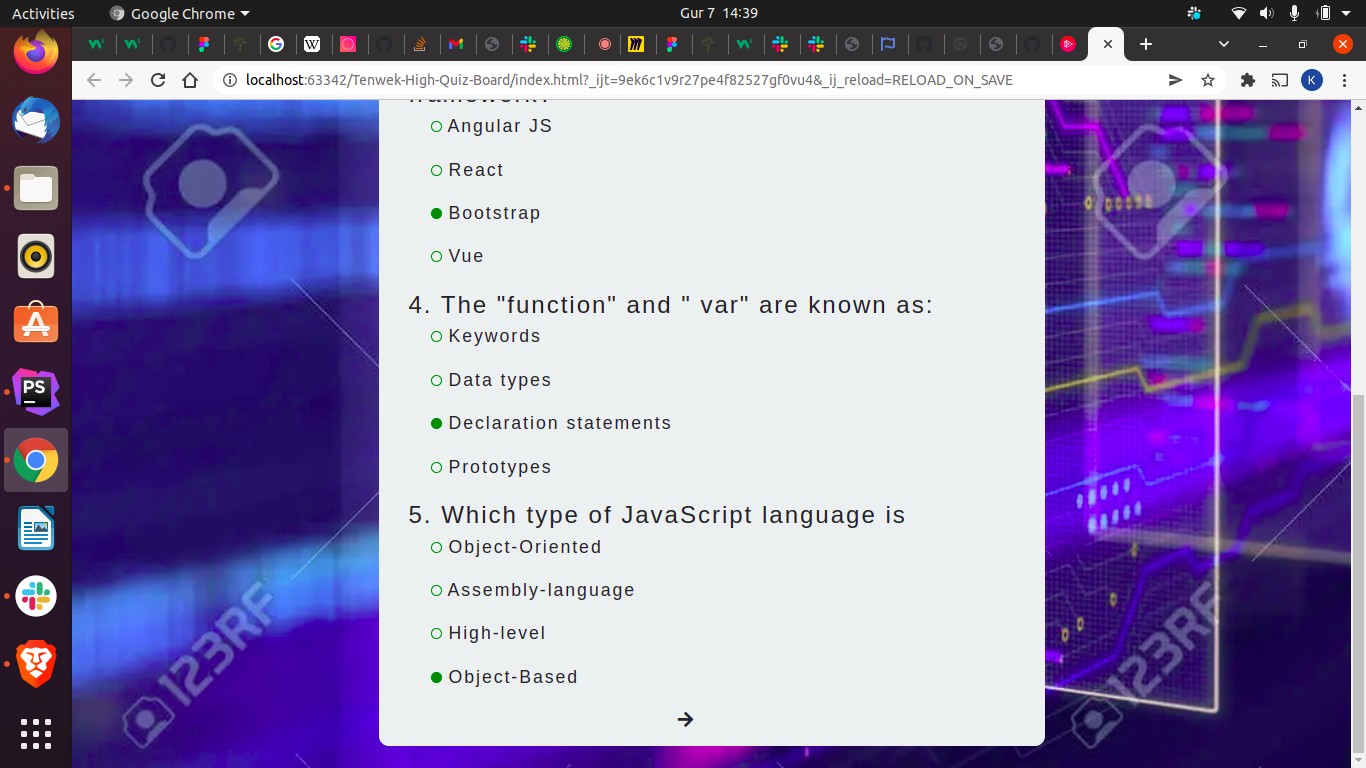 Activities
Google Chrome
Gur 7 14:39
localhost:63342/Tenwek-High-Quiz-Board/index.html?_ijt=9ek6c1v9r27pe4f82527gf0vu4&_ij_reload=RELOAD_ON_SAVE
K
framework?
Angular JS
React
Bootstrap
Vue
4. The "function" and " var" are known as:
Keywords
Data types
Declaration statements
Prototypes
5. Which type of JavaScript language is
Object-Oriented
Assembly-language
High-level
Object-Based
PS
123RF
123RF